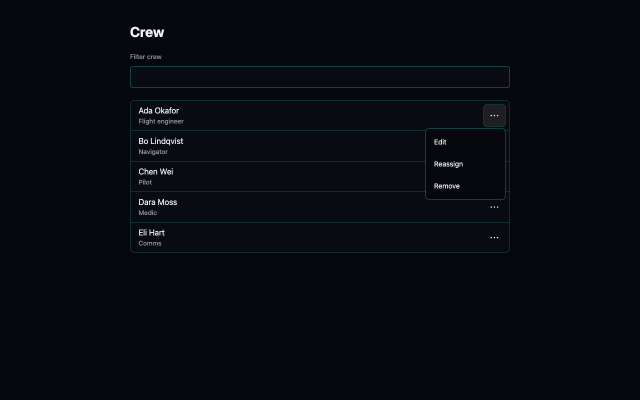 Crew
Filter crew
Ada Okafor
Flight engineer
Bo Lindqvist
Navigator
Edit
Chen Wei
Pilot
Reassign
Remove
Dara Moss
Medic
Eli Hart
Comms